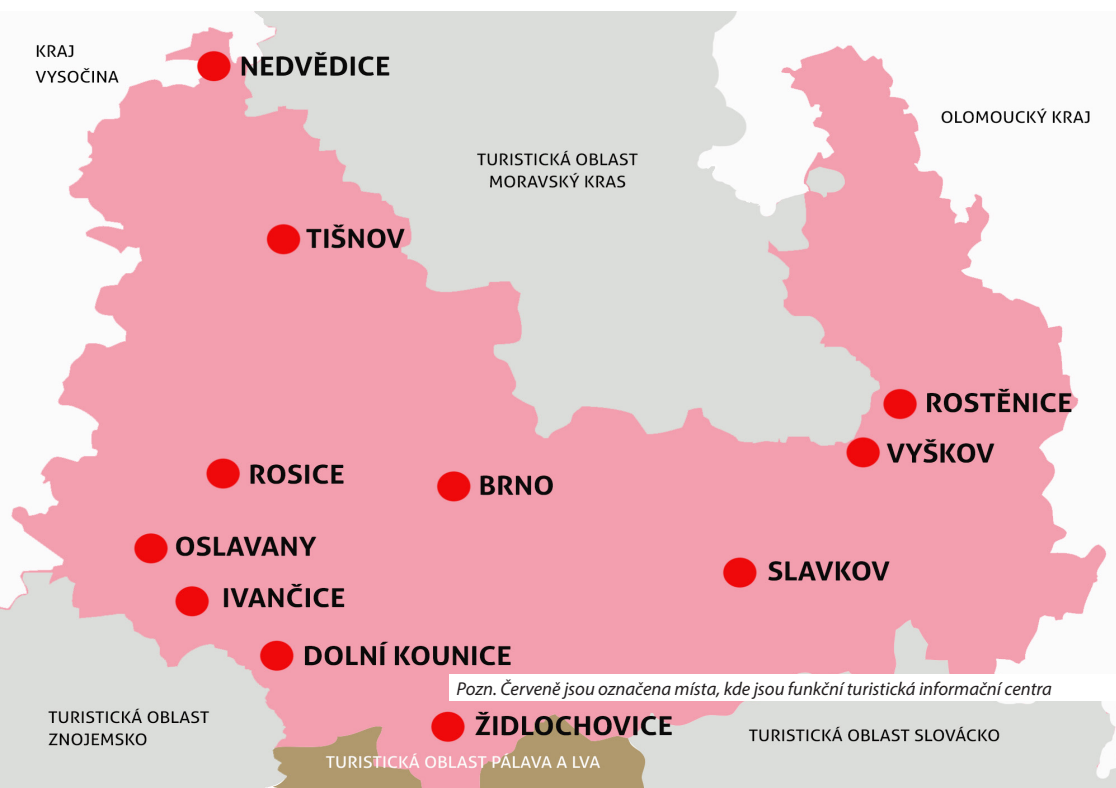 KRAJ
VYSOČINA
NEDVĚDICE
OLOMOUCKÝ KRAJ
TURISTICKÁ OBLAST
MORAVSKÝ KRAS
TIŠNOV
ROSTĚNICE
VYŠKOV
ROSICE
BRNO
OSLAVANY
SLAVKOV
IVANČICE
DOLNÍ KOUNICE
Pozn. Červeně jsou označena místa, kde jsou funkční turistická informační centra
TURISTICKÁ OBLAST
ZNOJEMSKO
ŽIDLOCHOVICE
TURISTICKÁ OBLAST SLOVÁCKO
TURISTICKÁ OBLAST PÁLAVA A LVA